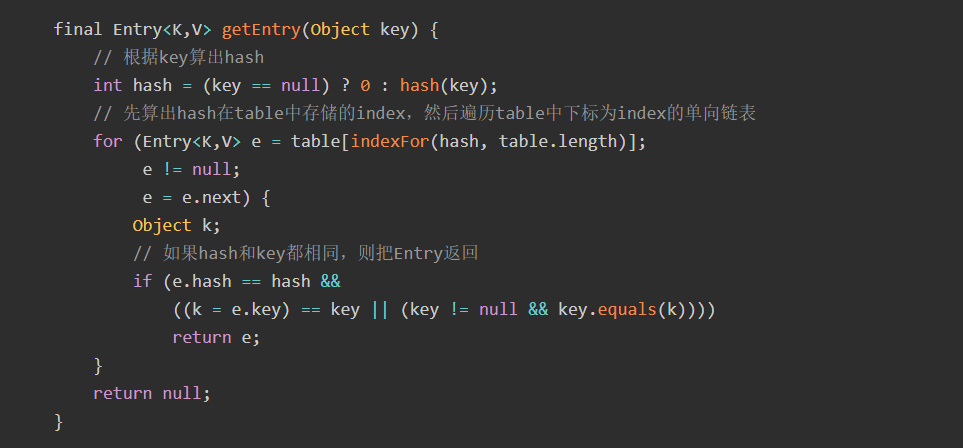 final Entry<K,V> getEntry(Object key) {
// 根据key算出hash
int hash = (key == null) ? 0 : hash(key);
// 先算出hash在table中存储的index，然后遍历table中下标为index的单向链表
for (Entry<K,V> e = table[indexFor(hash, table.length)];
e != null;
e = e.next) {
Object k;
// 如果hash和key都相同，则把Entry返回
if (e.hash == hash &&
((k = e.key) == key || (key != null && key.equals(k))))
return e;
}
return null;
}